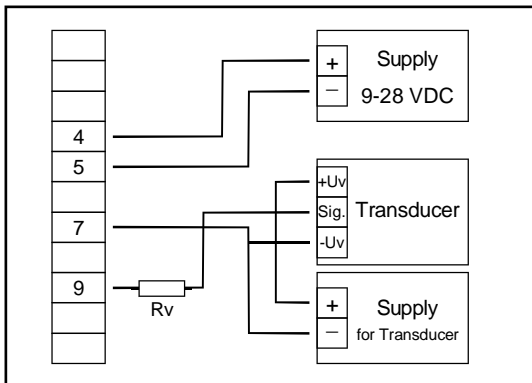 4
5
7
9
Rv
+ Supply
− 9-28 VDC
+Uv
Sig. Transducer
-Uv
+ Supply
− for Transducer